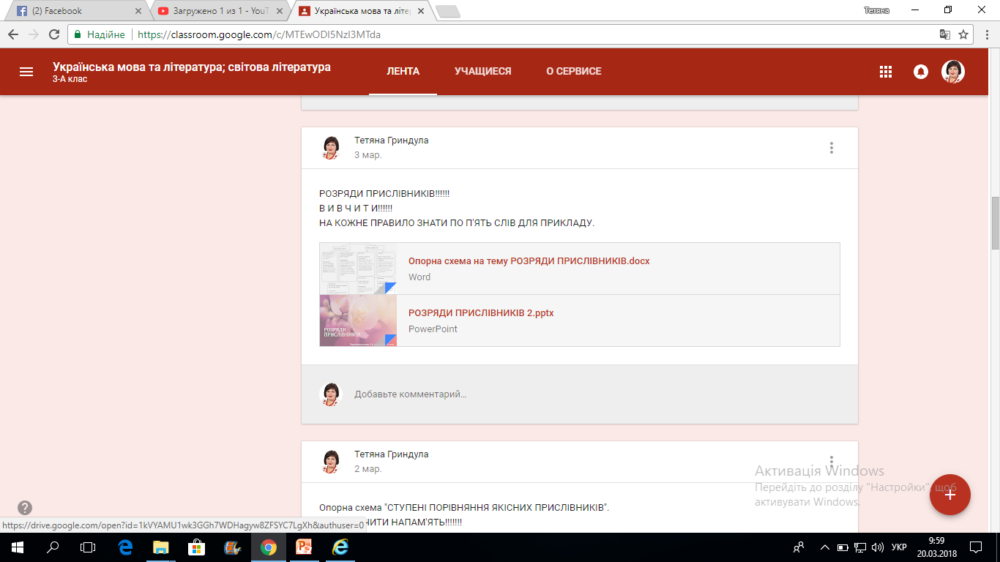 (2) Facebook
Загружено 1 из 1 - YouT
Українська мова та літе
Тетяна
Надійне
https://classroom.google.com/c/MTEwODI5NzI3MTda
Українська мова та література; світова література
3-А клас
ЛЕНТА
УЧАЩИЕСЯ
О СЕРВИСЕ
Тетяна Гриндула
3 мар.
РОЗРЯДИ ПРИСЛІВНИКІВ!!!!!!
В И В Ч И Т И!!!!!!
НА КОЖНЕ ПРАВИЛО ЗНАТИ ПО П'ЯТЬ СЛІВ ДЛЯ ПРИКЛАДУ.
Опорна схема на тему РОЗРЯДИ ПРИСЛІВНИКІВ.docx
Word
РОЗРЯДИ
ПРИСЛІВНИКІВ
РОЗРЯДИ ПРИСЛІВНИКІВ 2.pptx
PowerPoint
Добавьте комментарий…
Тетяна Гриндула
2 мар.
Активація Windows
Перейдіть до розділу "Настройки", щоб
активувати Windows.
Опорна схема "СТУПЕНІ ПОРІВНЯННЯ ЯКІСНИХ ПРИСЛІВНИКІВ".
ЧИТИ НАПАМ'ЯТЬ!!!!!!!
https://drive.google.com/open?id=1kVYAMU1wk3GGh7WDHagyw8ZFSYC7LgXh&authuser=0
УКР
9:59
20.03.2018